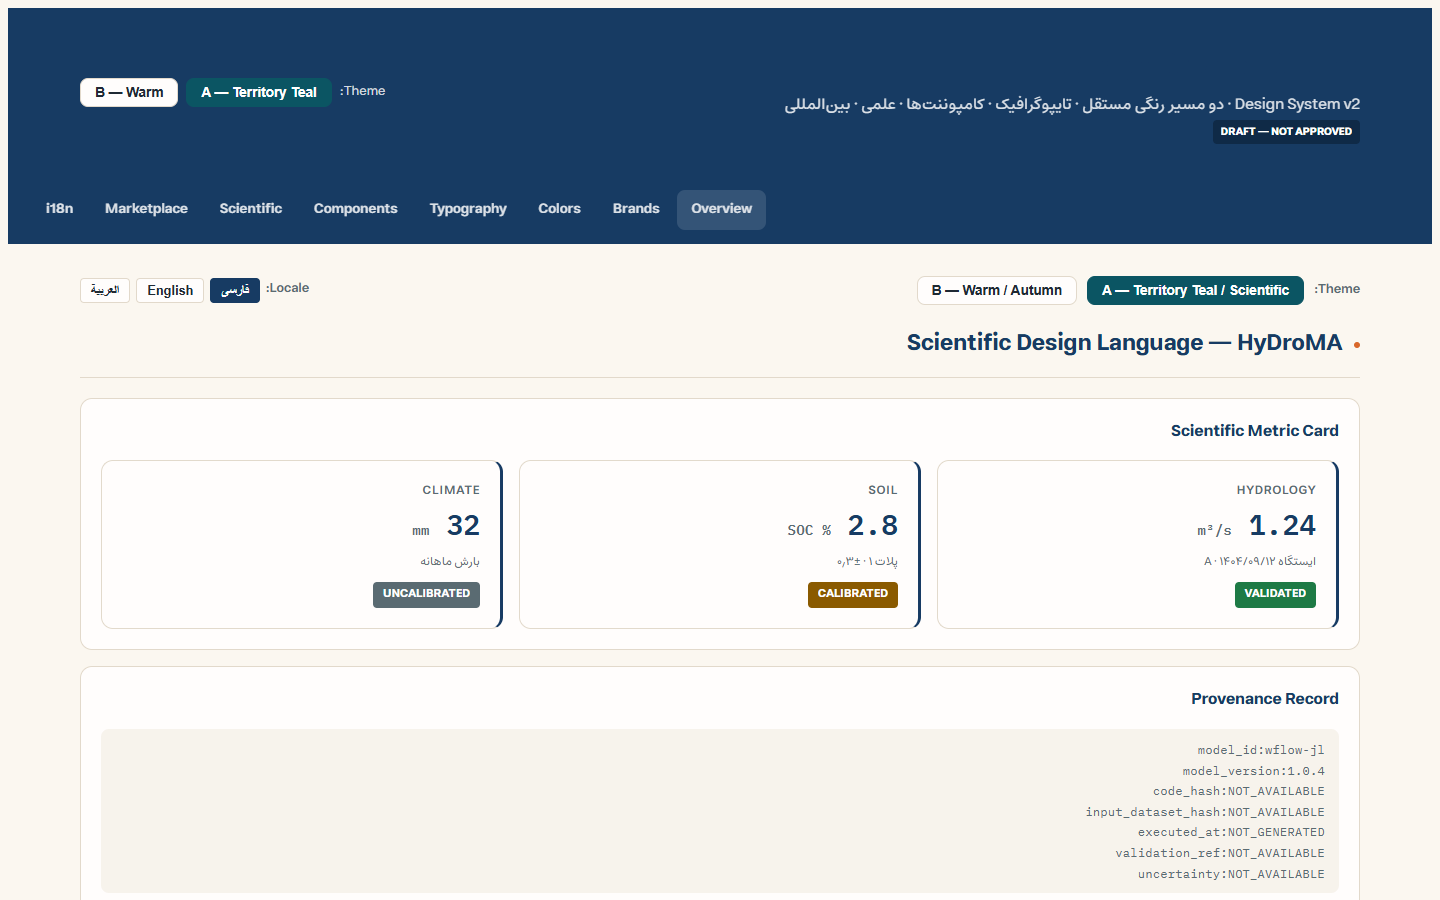 Design System v2 · دو مسیر رنگی مستقل · تایپوگرافیک · کامپوننت‌ها · علمی · بین‌المللی
DRAFT — NOT APPROVED
Theme:
A — Territory Teal
B — Warm
Overview
Brands
Colors
Typography
Components
Scientific
Marketplace
i18n
Theme:
A — Territory Teal / Scientific
B — Warm / Autumn
Locale:
فارسی
English
العربية
Scientific Design Language — HyDroMA
Scientific Metric Card
HYDROLOGY
1.24 m³/s
ایستگاه A · ۱۴۰۴/۰۹/۱۲
VALIDATED
SOIL
2.8 SOC %
پلات ۰۱ · ±۰٫۳
CALIBRATED
CLIMATE
32 mm
بارش ماهانه
UNCALIBRATED
Provenance Record
model_id:wflow-jl
model_version:1.0.4
code_hash:NOT_AVAILABLE
input_dataset_hash:NOT_AVAILABLE
executed_at:NOT_GENERATED
validation_ref:NOT_AVAILABLE
uncertainty:NOT_AVAILABLE